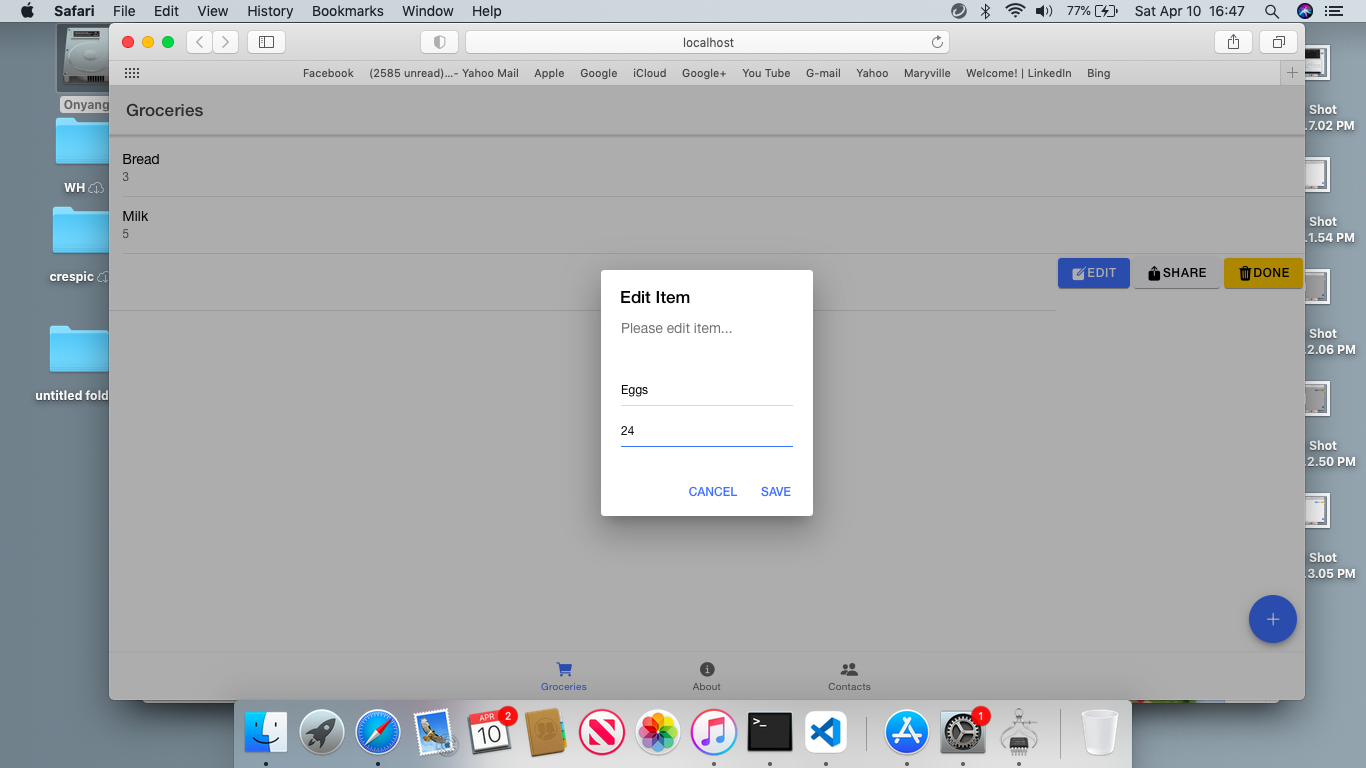 Safari File Edit View History Bookmarks Window Help 77% Sat Apr 10 16:47
localhost
Facebook (2585 unread)...- Yahoo Mail Apple Google iCloud Google+ You Tube G-mail Yahoo Maryville Welcome! | LinkedIn Bing
Onyang
WH
crespic
untitled fold
Groceries
Bread
3
Milk
5
EDIT SHARE DONE
Edit Item
Please edit item...
Eggs
24
CANCEL SAVE
+
Groceries About Contacts
Shot
.7.02 PM
Shot
.1.54 PM
Shot
.2.06 PM
Shot
.2.50 PM
Shot
.3.05 PM
APR
10
2
>_
1